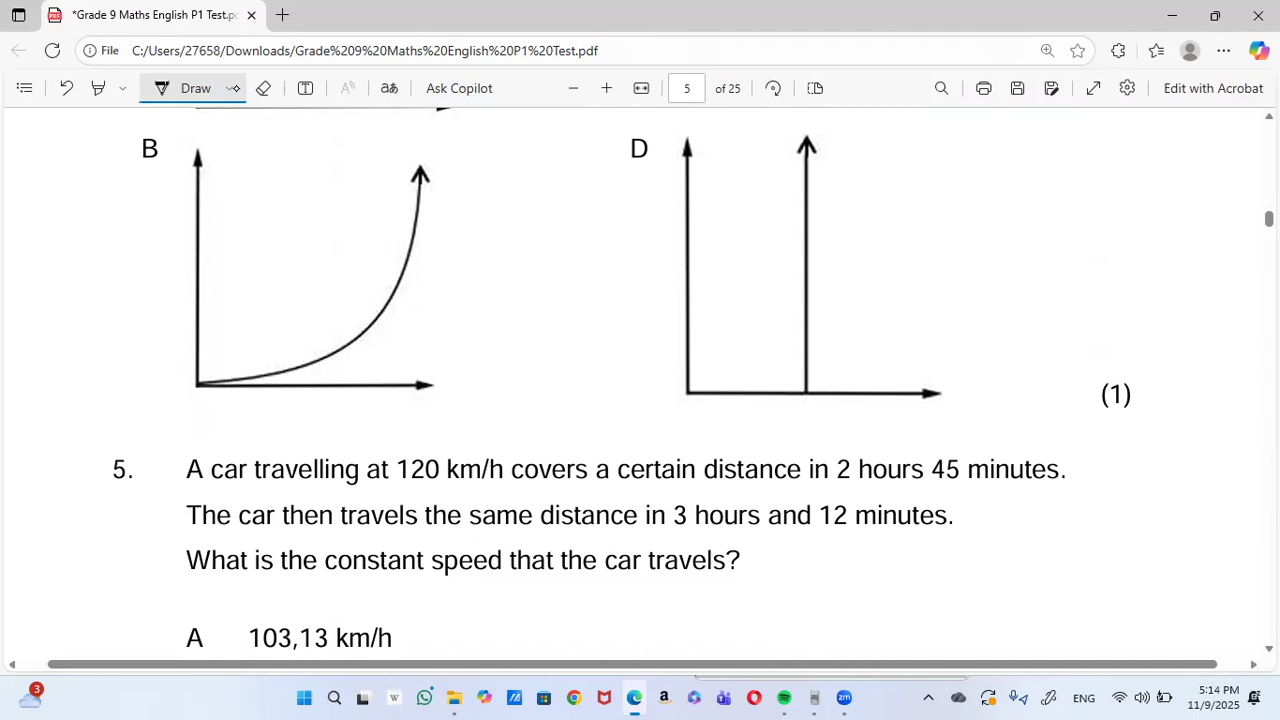 *Grade 9 Maths English P1 Test.pd
File C:/Users/27658/Downloads/Grade%209%20Maths%20English%20P1%20Test.pdf
Draw Ask Copilot 5 of 25 Edit with Acrobat
B D
(1)
5. A car travelling at 120 km/h covers a certain distance in 2 hours 45 minutes.
The car then travels the same distance in 3 hours and 12 minutes.
What is the constant speed that the car travels?
A 103,13 km/h
3 ENG 5:14 PM
11/9/2025